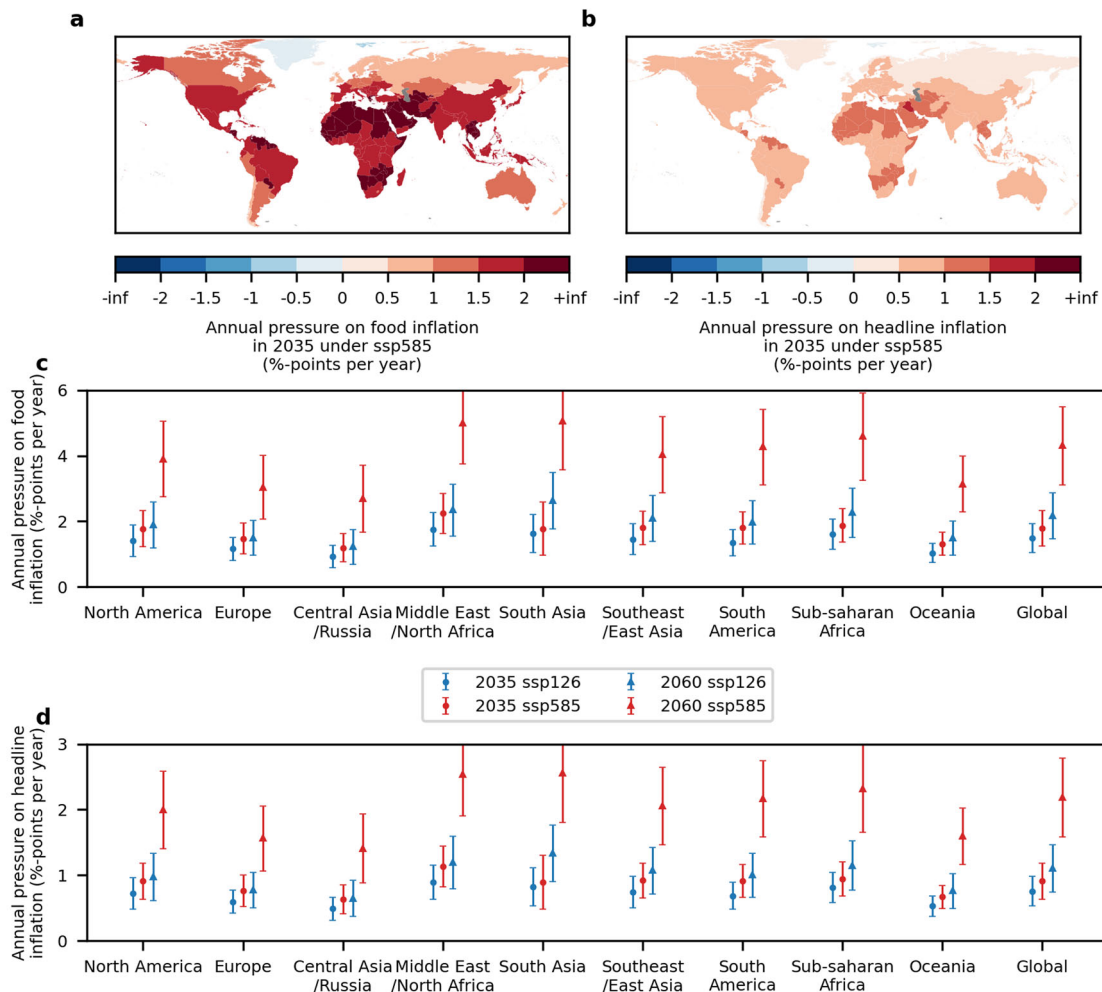 a
b
-inf -2 -1.5 -1 -0.5 0 0.5 1 1.5 2 +inf
Annual pressure on food inflation
in 2035 under ssp585
(%-points per year)
-inf -2 -1.5 -1 -0.5 0 0.5 1 1.5 2 +inf
Annual pressure on headline inflation
in 2035 under ssp585
(%-points per year)
c
Annual pressure on food
inflation (%-points per year)
6
4
2
0
North America
Europe
Central Asia
/Russia
Middle East
/North Africa
South Asia
Southeast
/East Asia
South
America
Sub-saharan
Africa
Oceania
Global
2035 ssp126
2035 ssp585
2060 ssp126
2060 ssp585
d
Annual pressure on headline
inflation (%-points per year)
3
2
1
0
North America
Europe
Central Asia
/Russia
Middle East
/North Africa
South Asia
Southeast
/East Asia
South
America
Sub-saharan
Africa
Oceania
Global